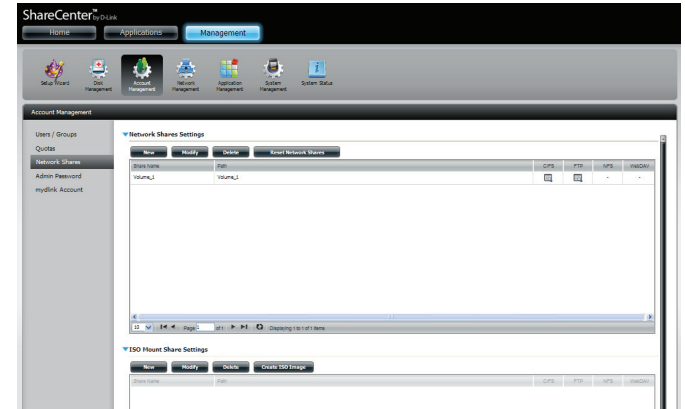 ShareCenter™ by D-Link
Home Applications Management
Setup Wizard Disk Management Account Management Network Management Application Management System Management System Status
Account Management
Users / Groups
Quotas
Network Shares
Admin Password
mydlink Account
Network Shares Settings
New Modify Delete Reset Network Shares
Share Name Path CIFS FTP NFS WebDAV
Volume_1 Volume_1 - -
10 Page 1 of 1 Displaying 1 to 1 of 1 items
ISO Mount Share Settings
New Modify Delete Create ISO Image
Share Name Path CIFS FTP NFS WebDAV